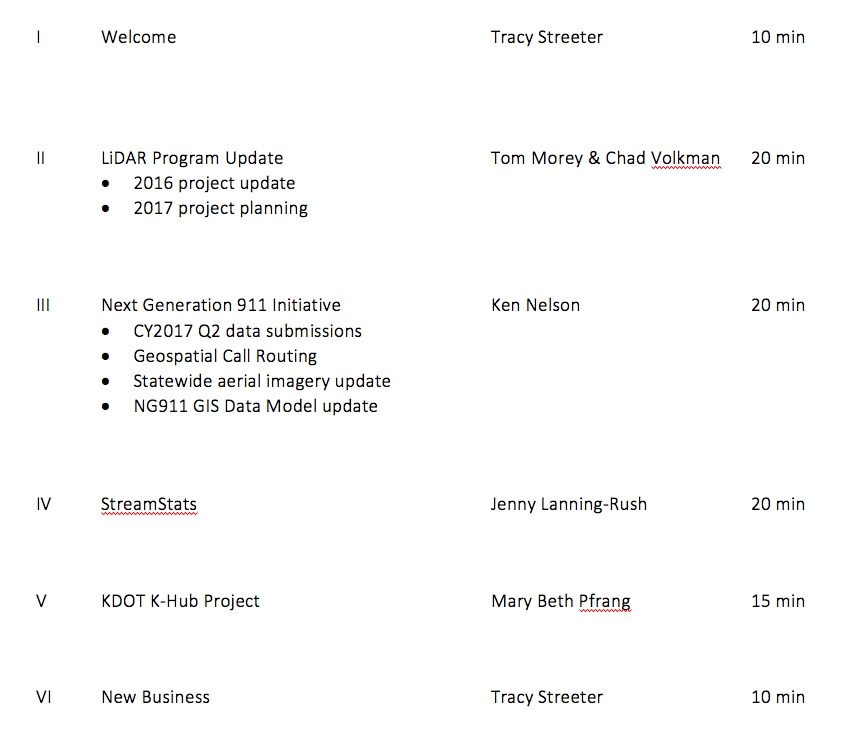 I Welcome Tracy Streeter 10 min
II LiDAR Program Update Tom Morey & Chad Volkman 20 min
• 2016 project update
• 2017 project planning
III Next Generation 911 Initiative Ken Nelson 20 min
• CY2017 Q2 data submissions
• Geospatial Call Routing
• Statewide aerial imagery update
• NG911 GIS Data Model update
IV StreamStats Jenny Lanning-Rush 20 min
V KDOT K-Hub Project Mary Beth Pfrang 15 min
VI New Business Tracy Streeter 10 min